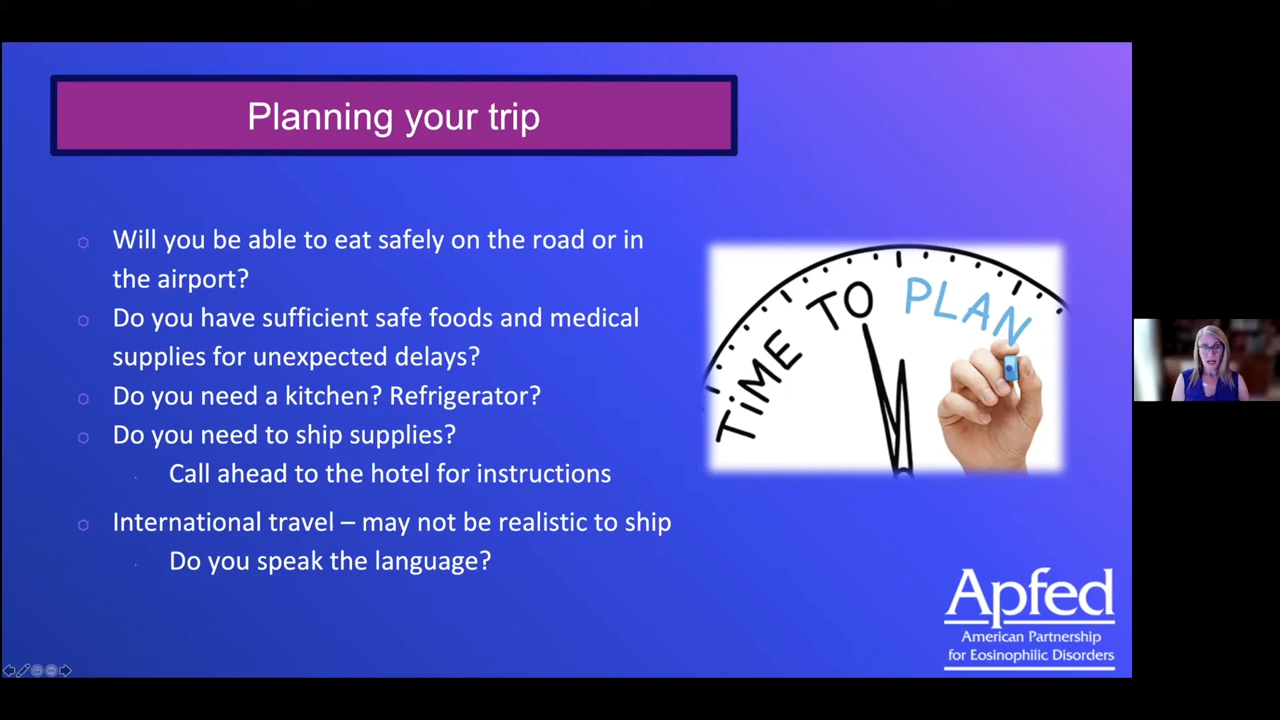 Planning your trip
Will you be able to eat safely on the road or in
the airport?
Do you have sufficient safe foods and medical
supplies for unexpected delays?
Do you need a kitchen? Refrigerator?
Do you need to ship supplies?
Call ahead to the hotel for instructions
International travel – may not be realistic to ship
Do you speak the language?
TiME TO PLAN
Apfed
American Partnership
for Eosinophilic Disorders